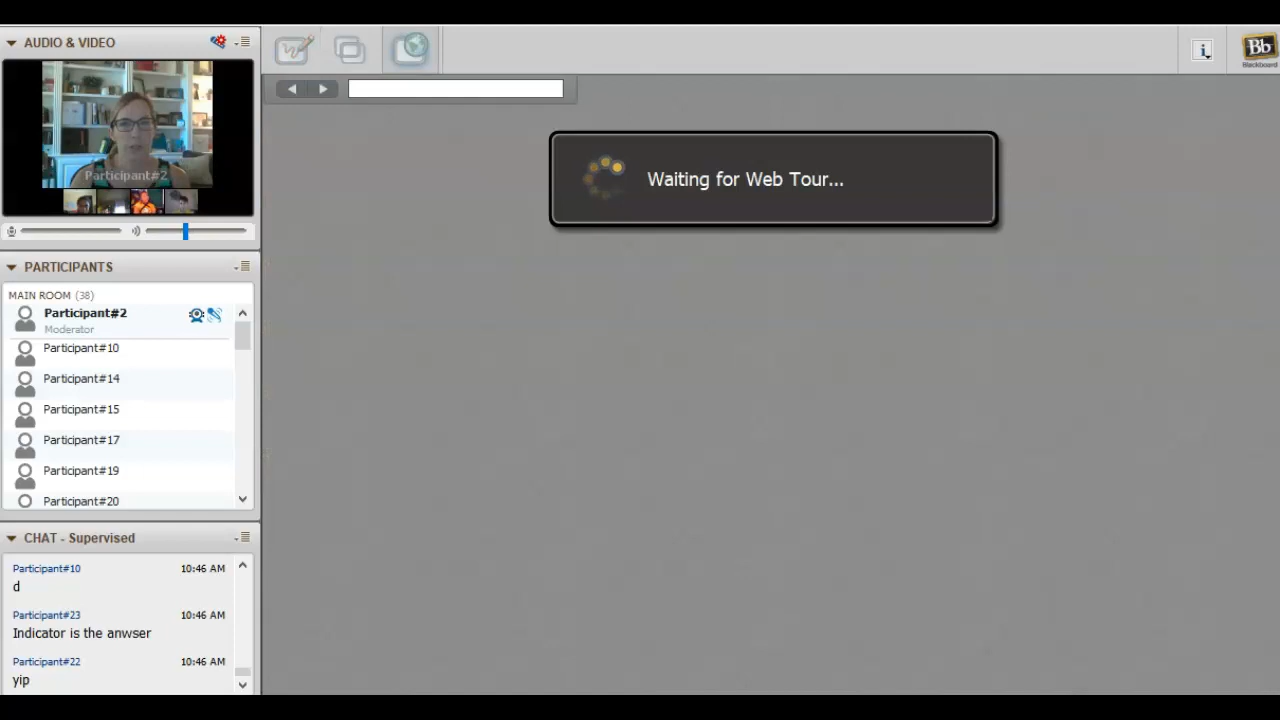 AUDIO & VIDEO
Participant#2
PARTICIPANTS
MAIN ROOM (38)
Participant#2
Moderator
Participant#10
Participant#14
Participant#15
Participant#17
Participant#19
Participant#20
CHAT - Supervised
Participant#10 10:46 AM
d
Participant#23 10:46 AM
Indicator is the anwser
Participant#22 10:46 AM
yip
Waiting for Web Tour...
i
Bb
Blackboard